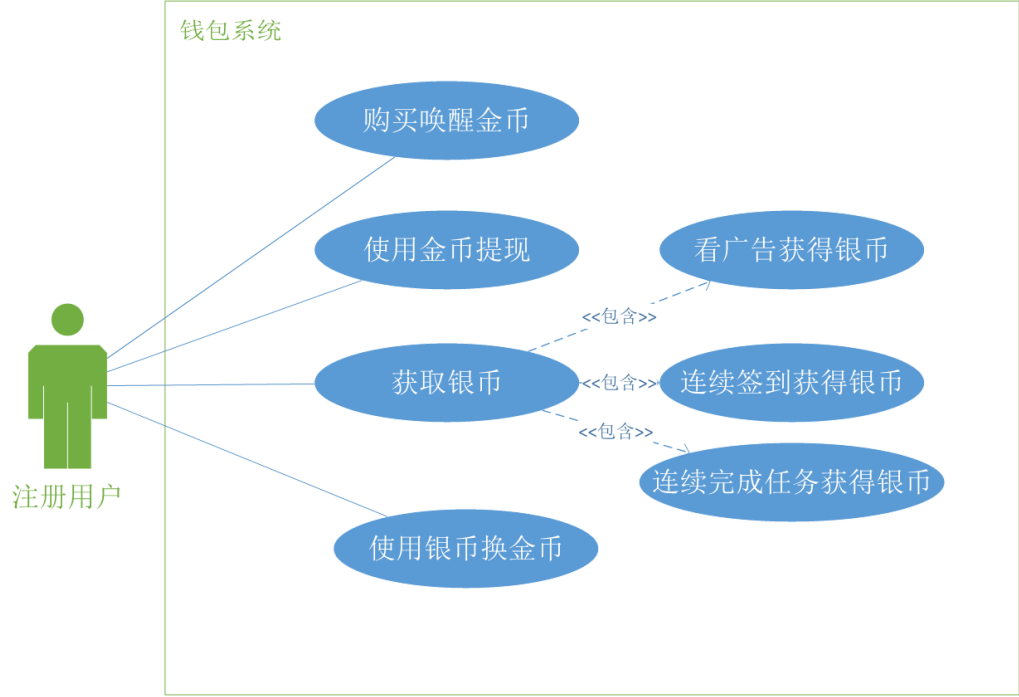 钱包系统
购买唤醒金币
使用金币提现
看广告获得银币
<<包含>>
获取银币
<<包含>>
连续签到获得银币
<<包含>>
连续完成任务获得银币
注册用户
使用银币换金币